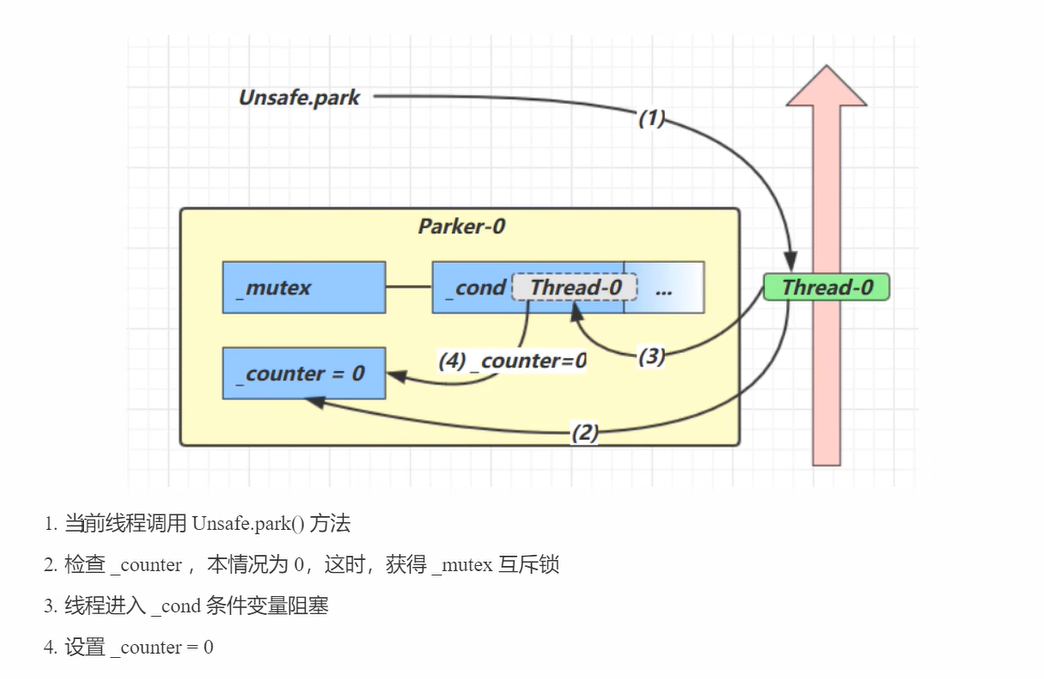 Unsafe.park
(1)
Parker-0
_mutex
_cond
Thread-0
...
Thread-0
(4) _counter=0
(3)
_counter = 0
(2)
1. 当前线程调用 Unsafe.park() 方法
2. 检查 _counter ，本情况为 0，这时，获得 _mutex 互斥锁
3. 线程进入 _cond 条件变量阻塞
4. 设置 _counter = 0